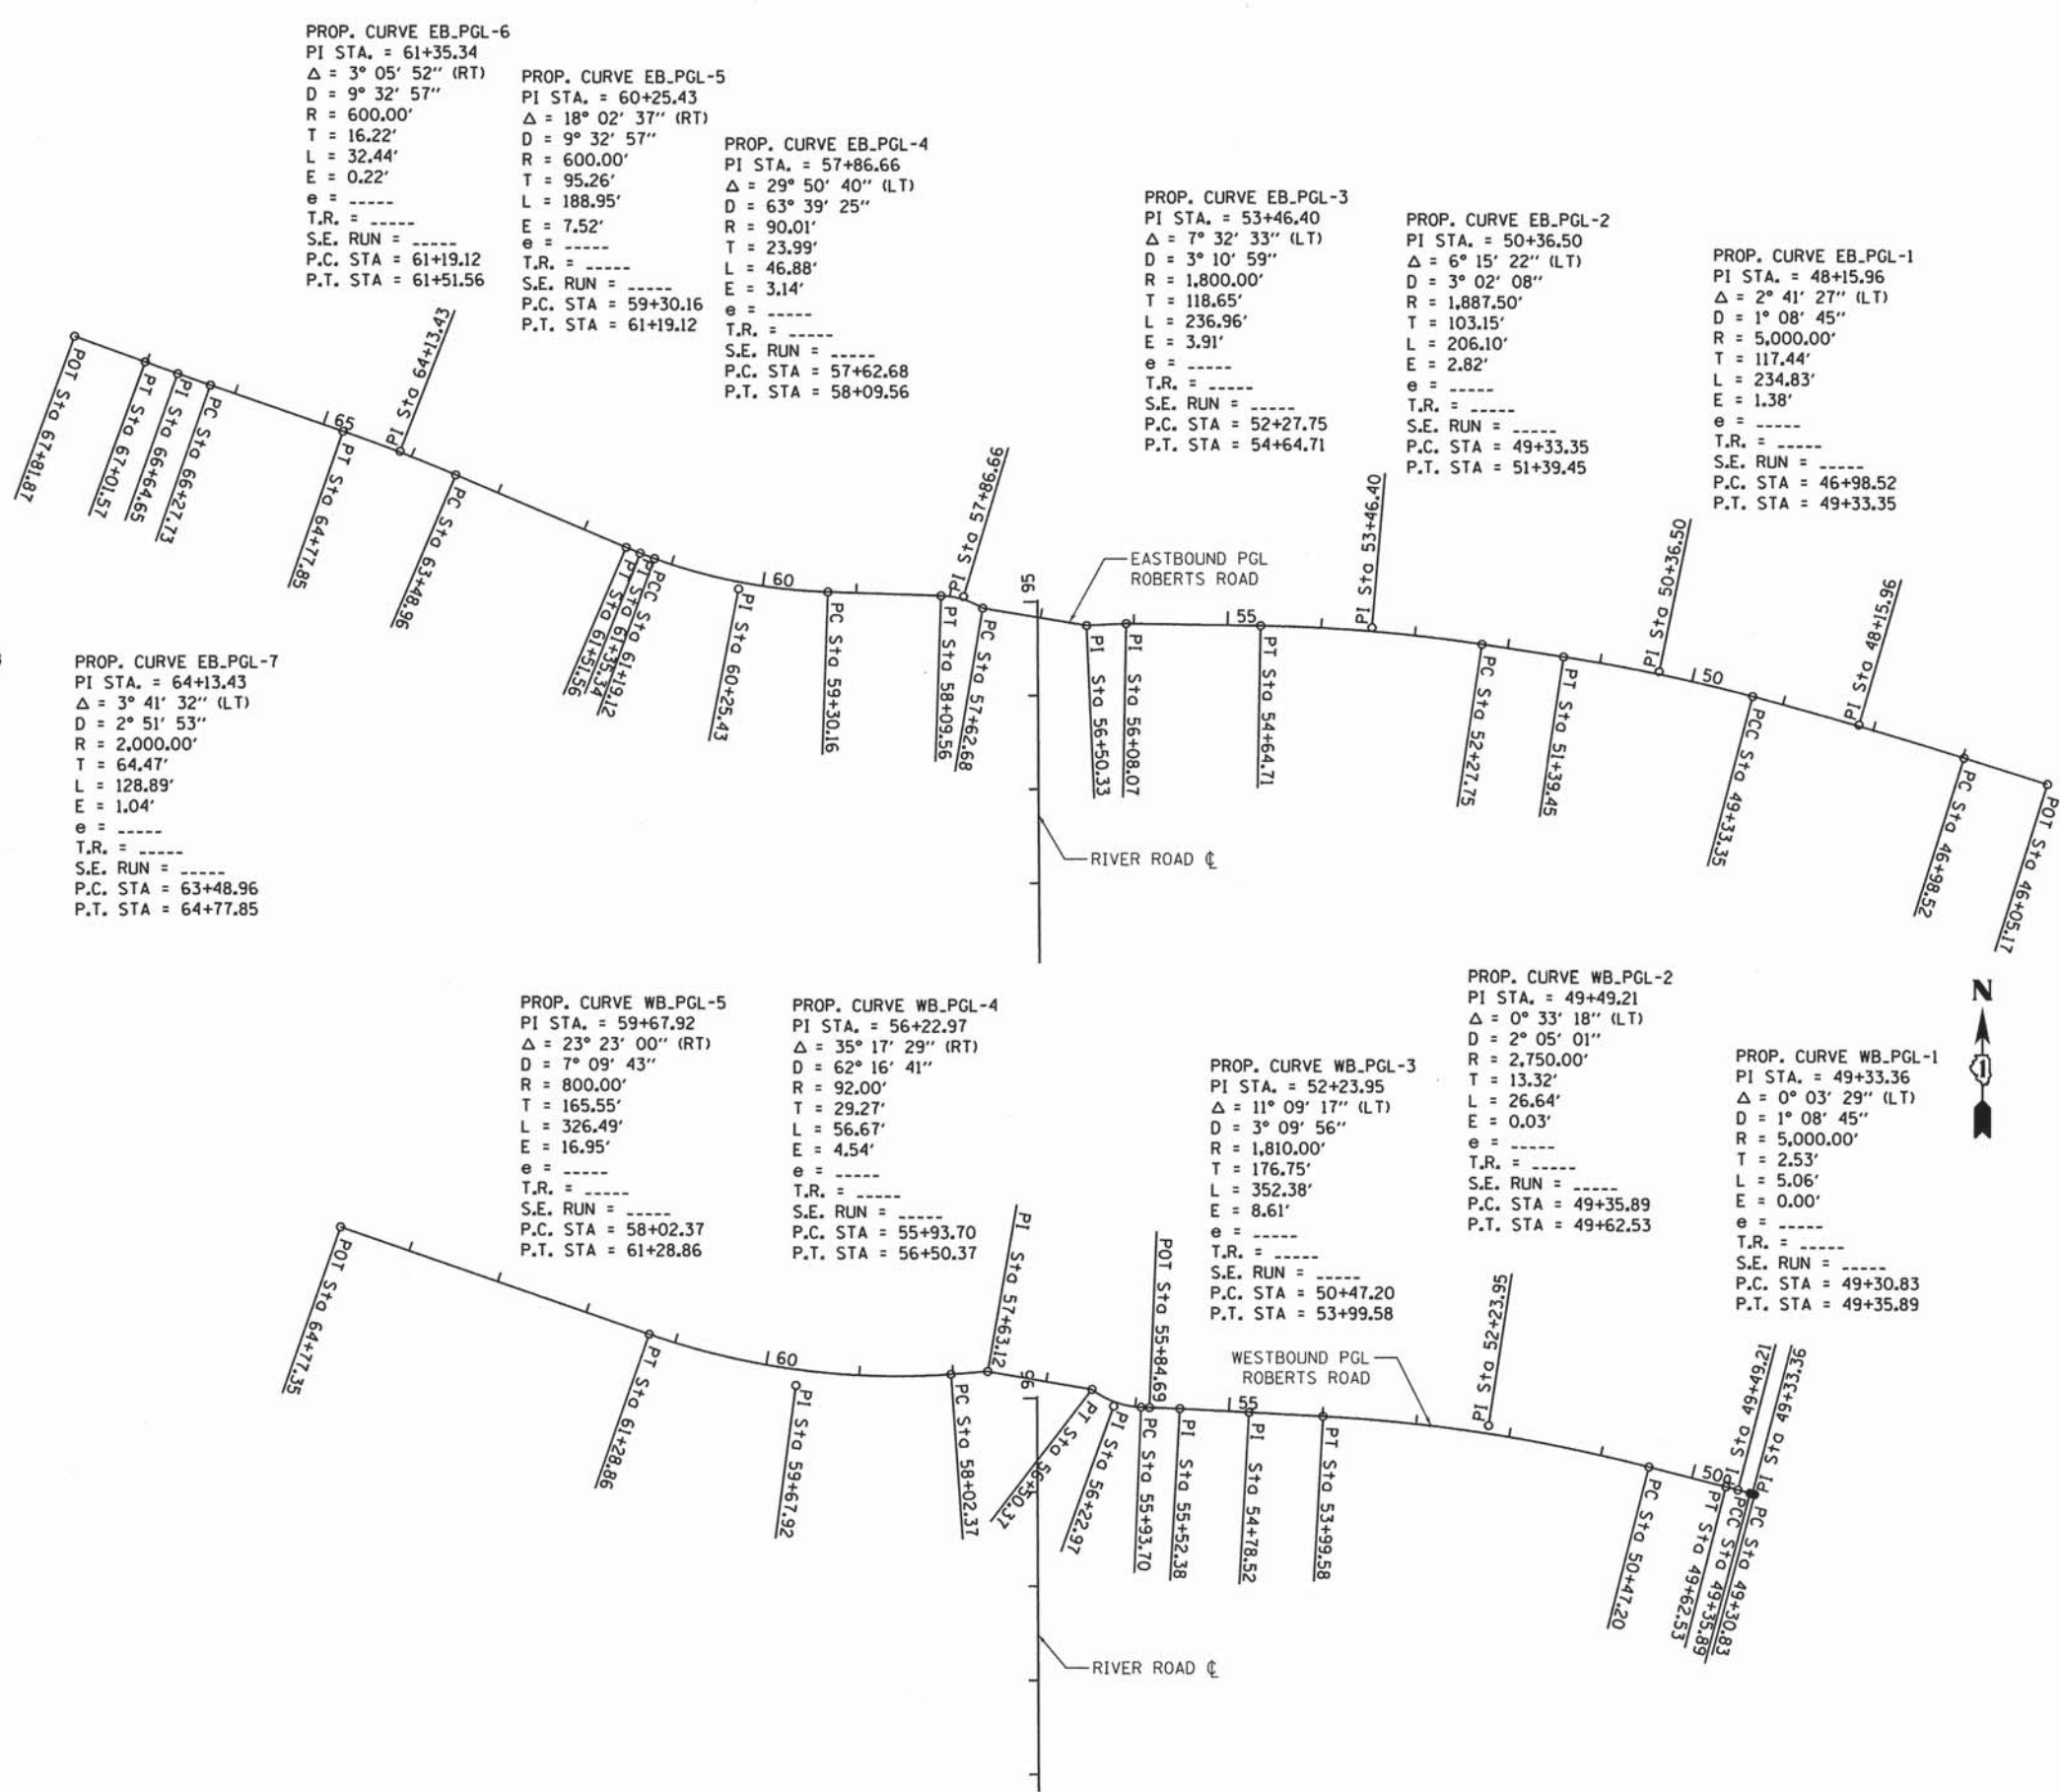 PROP. CURVE EB_PGL-6
PI STA. = 61+35.34
Δ = 3° 05' 52" (RT)
D = 9° 32' 57"
R = 600.00'
T = 16.22'
L = 32.44'
E = 0.22'
e = -----
T.R. = -----
S.E. RUN = -----
P.C. STA = 61+19.12
P.T. STA = 61+51.56
PROP. CURVE EB_PGL-5
PI STA. = 60+25.43
Δ = 18° 02' 37" (RT)
D = 9° 32' 57"
R = 600.00'
T = 95.26'
L = 188.95'
E = 7.52'
e = -----
T.R. = -----
S.E. RUN = -----
P.C. STA = 59+30.16
P.T. STA = 61+19.12
PROP. CURVE EB_PGL-4
PI STA. = 57+86.66
Δ = 29° 50' 40" (LT)
D = 63° 39' 25"
R = 90.01'
T = 23.99'
L = 46.88'
E = 3.14'
e = -----
T.R. = -----
S.E. RUN = -----
P.C. STA = 57+62.68
P.T. STA = 58+09.56
PROP. CURVE EB_PGL-3
PI STA. = 53+46.40
Δ = 7° 32' 33" (LT)
D = 3° 10' 59"
R = 1,800.00'
T = 118.65'
L = 236.96'
E = 3.91'
e = -----
T.R. = -----
S.E. RUN = -----
P.C. STA = 52+27.75
P.T. STA = 54+64.71
PROP. CURVE EB_PGL-2
PI STA. = 50+36.50
Δ = 6° 15' 22" (LT)
D = 3° 02' 08"
R = 1,887.50'
T = 103.15'
L = 206.10'
E = 2.82'
e = -----
T.R. = -----
S.E. RUN = -----
P.C. STA = 49+33.35
P.T. STA = 51+39.45
PROP. CURVE EB_PGL-1
PI STA. = 48+15.96
Δ = 2° 41' 27" (LT)
D = 1° 08' 45"
R = 5,000.00'
T = 117.44'
L = 234.83'
E = 1.38'
e = -----
T.R. = -----
S.E. RUN = -----
P.C. STA = 46+98.52
P.T. STA = 49+33.35
POT Sta 67+81.87
PT Sta 67+01.57
PI Sta 66+64.65
PC Sta 66+27.73
65
PT Sta 64+77.85
PI Sta 64+13.43
PC Sta 63+48.96
PT Sta 61+51.56
PI Sta 61+35.34
PCC Sta 61+19.12
PI Sta 60+25.43
60
PC Sta 59+30.16
PT Sta 58+09.56
PI Sta 57+86.66
PC Sta 57+62.68
95
EASTBOUND PGL
ROBERTS ROAD
PI Sta 56+50.33
PI Sta 56+08.07
55
PT Sta 54+64.71
PI Sta 53+46.40
PC Sta 52+27.75
PT Sta 51+39.45
PI Sta 50+36.50
50
PCC Sta 49+33.35
PI Sta 48+15.96
PC Sta 46+98.52
POT Sta 46+05.17
RIVER ROAD ℄
PROP. CURVE EB_PGL-7
PI STA. = 64+13.43
Δ = 3° 41' 32" (LT)
D = 2° 51' 53"
R = 2,000.00'
T = 64.47'
L = 128.89'
E = 1.04'
e = -----
T.R. = -----
S.E. RUN = -----
P.C. STA = 63+48.96
P.T. STA = 64+77.85
N
1
PROP. CURVE WB_PGL-5
PI STA. = 59+67.92
Δ = 23° 23' 00" (RT)
D = 7° 09' 43"
R = 800.00'
T = 165.55'
L = 326.49'
E = 16.95'
e = -----
T.R. = -----
S.E. RUN = -----
P.C. STA = 58+02.37
P.T. STA = 61+28.86
PROP. CURVE WB_PGL-4
PI STA. = 56+22.97
Δ = 35° 17' 29" (RT)
D = 62° 16' 41"
R = 92.00'
T = 29.27'
L = 56.67'
E = 4.54'
e = -----
T.R. = -----
S.E. RUN = -----
P.C. STA = 55+93.70
P.T. STA = 56+50.37
PROP. CURVE WB_PGL-3
PI STA. = 52+23.95
Δ = 11° 09' 17" (LT)
D = 3° 09' 56"
R = 1,810.00'
T = 176.75'
L = 352.38'
E = 8.61'
e = -----
T.R. = -----
S.E. RUN = -----
P.C. STA = 50+47.20
P.T. STA = 53+99.58
PROP. CURVE WB_PGL-2
PI STA. = 49+49.21
Δ = 0° 33' 18" (LT)
D = 2° 05' 01"
R = 2,750.00'
T = 13.32'
L = 26.64'
E = 0.03'
e = -----
T.R. = -----
S.E. RUN = -----
P.C. STA = 49+35.89
P.T. STA = 49+62.53
PROP. CURVE WB_PGL-1
PI STA. = 49+33.36
Δ = 0° 03' 29" (LT)
D = 1° 08' 45"
R = 5,000.00'
T = 2.53'
L = 5.06'
E = 0.00'
e = -----
T.R. = -----
S.E. RUN = -----
P.C. STA = 49+30.83
P.T. STA = 49+35.89
POT Sta 64+77.35
PT Sta 61+28.86
60
PI Sta 59+67.92
PC Sta 58+02.37
PI Sta 57+63.12
96
PT Sta 56+50.37
PI Sta 56+22.97
PC Sta 55+93.70
POT Sta 55+84.69
PI Sta 55+52.38
55
PI Sta 54+78.52
PT Sta 53+99.58
WESTBOUND PGL
ROBERTS ROAD
PI Sta 52+23.95
PC Sta 50+47.20
50
PT Sta 49+62.53
PI Sta 49+49.21
PCC Sta 49+35.89
PI Sta 49+33.36
PC Sta 49+30.83
RIVER ROAD ℄